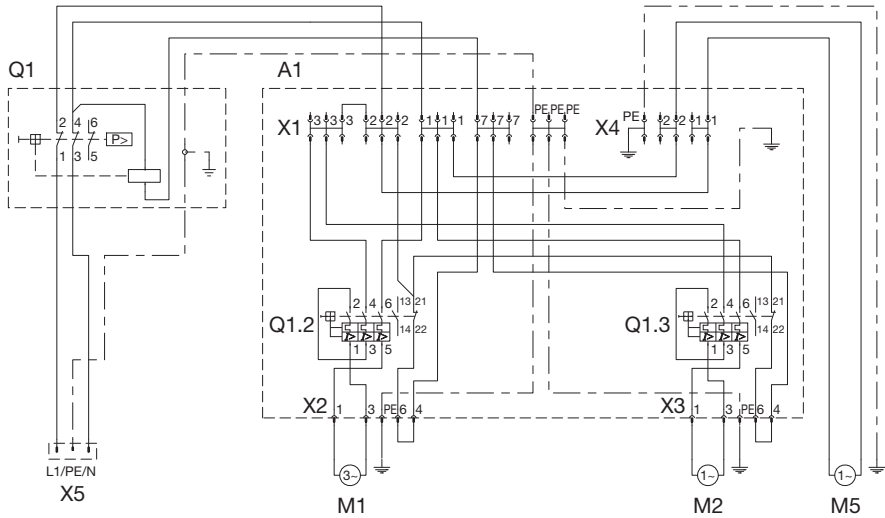 Q1
2 4 6
P>
1 3 5
A1
X1
3 3 3 2 2 2 1 1 1 7 7 7
PE PE PE
X4
PE 2 2 1 1
Q1.2
2 4 6 13 21
14 22
1 3 5
Q1.3
2 4 6 13 21
14 22
1 3 5
X2
1 3 PE 6 4
X3
1 3 PE 6 4
L1/PE/N
X5
3~
M1
1~
M2
1~
M5